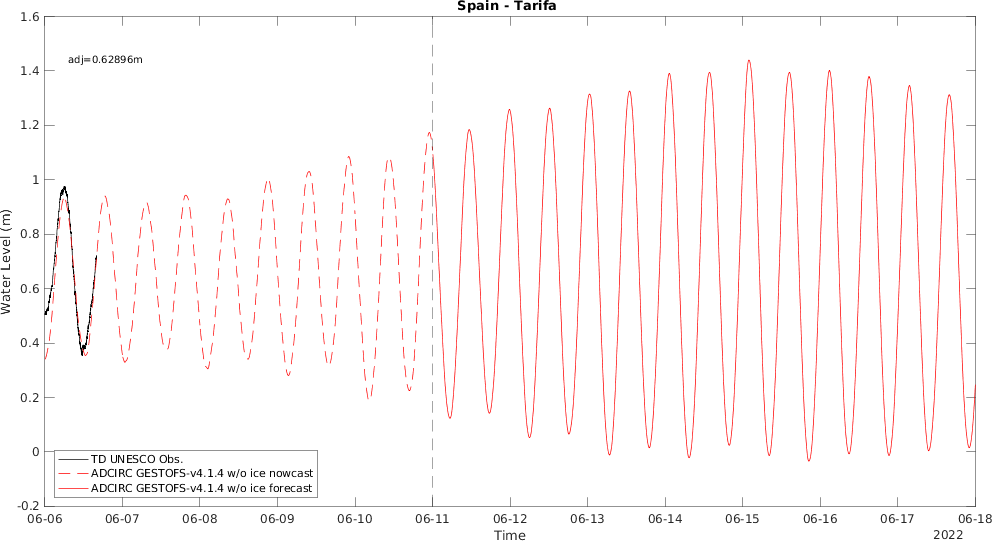 Spain - Tarifa
1.6
adj=0.62896m
1.4
1.2
1
0.8
0.6
0.4
0.2
0
-0.2
Water Level (m)
TD UNESCO Obs.
ADCIRC GESTOFS-v4.1.4 w/o ice nowcast
ADCIRC GESTOFS-v4.1.4 w/o ice forecast
06-06 06-07 06-08 06-09 06-10 06-11 06-12 06-13 06-14 06-15 06-16 06-17 06-18
Time
2022